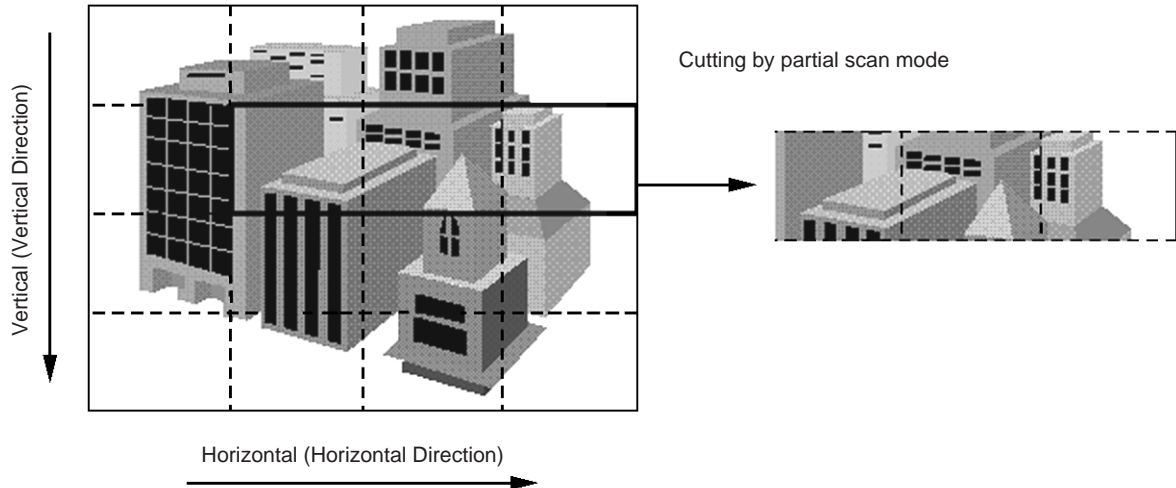 Cutting by partial scan mode
Vertical (Vertical Direction)
Horizontal (Horizontal Direction)